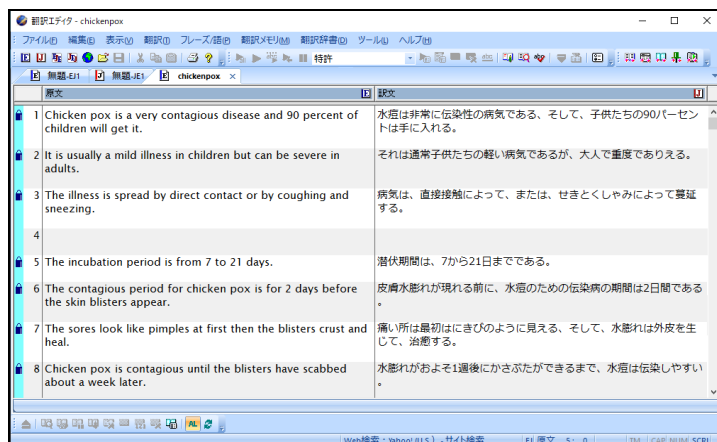 翻訳エディタ - chickenpox
ファイル(F) 編集(E) 表示(V) 翻訳(T) フレーズ/語(P) 翻訳メモリ(M) 翻訳辞書(D) ツール(L) ヘルプ(H)
特許
無題-EJ1 無題-JE1 chickenpox ×
原文 E 訳文 J
1 Chicken pox is a very contagious disease and 90 percent of 水痘は非常に伝染性の病気である、そして、子供たちの90パーセン
children will get it. トは手に入れる。
2 It is usually a mild illness in children but can be severe in それは通常子供たちの軽い病気であるが、大人で重度でありえる。
adults.
3 The illness is spread by direct contact or by coughing and 病気は、直接接触によって、または、せきとくしゃみによって蔓延
sneezing. する。
4
5 The incubation period is from 7 to 21 days. 潜伏期間は、7から21日までである。
6 The contagious period for chicken pox is for 2 days before 皮膚水膨れが現れる前に、水痘のための伝染病の期間は2日間である
the skin blisters appear. 。
7 The sores look like pimples at first then the blisters crust and 痛い所は最初はにきびのように見える、そして、水膨れは外皮を生
heal. じて、治癒する。
8 Chicken pox is contagious until the blisters have scabbed 水膨れがおよそ1週後にかさぶたができるまで、水痘は伝染しやすい
about a week later. 。
AL
Web検索：Yahoo!(U.S.)，サイト検索 EJ 原文 5: 0 TM CAP NUM SCRL